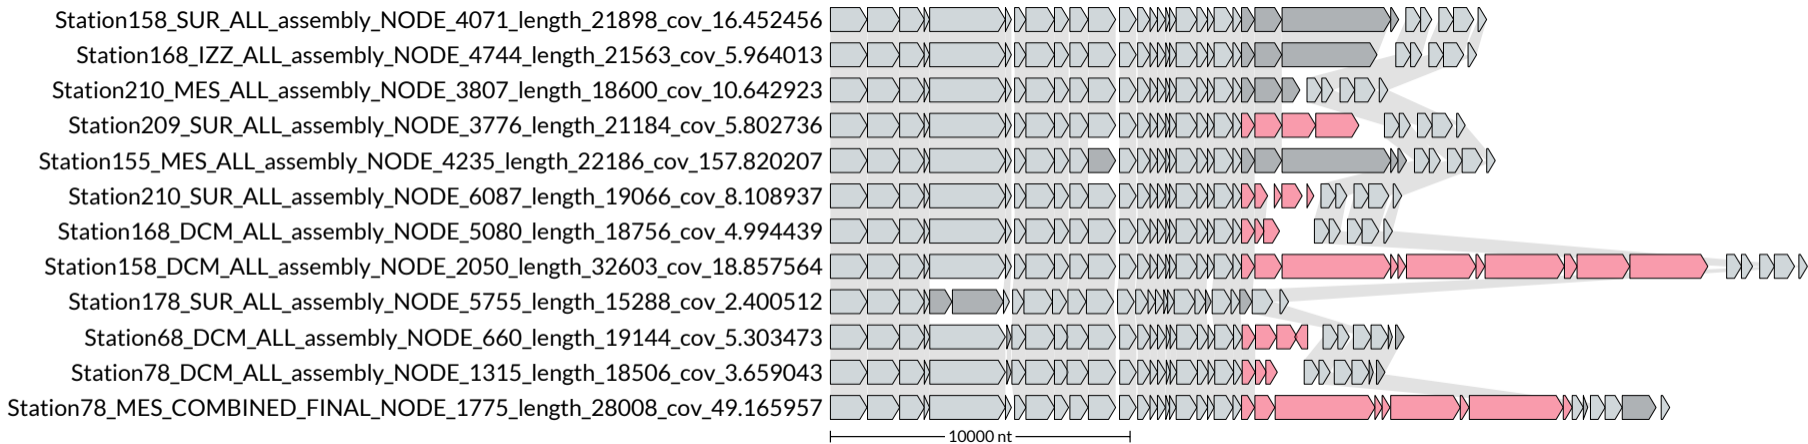 Station158_SUR_ALL_assembly_NODE_4071_length_21898_cov_16.452456
Station168_IZZ_ALL_assembly_NODE_4744_length_21563_cov_5.964013
Station210_MES_ALL_assembly_NODE_3807_length_18600_cov_10.642923
Station209_SUR_ALL_assembly_NODE_3776_length_21184_cov_5.802736
Station155_MES_ALL_assembly_NODE_4235_length_22186_cov_157.820207
Station210_SUR_ALL_assembly_NODE_6087_length_19066_cov_8.108937
Station168_DCM_ALL_assembly_NODE_5080_length_18756_cov_4.994439
Station158_DCM_ALL_assembly_NODE_2050_length_32603_cov_18.857564
Station178_SUR_ALL_assembly_NODE_5755_length_15288_cov_2.400512
Station68_DCM_ALL_assembly_NODE_660_length_19144_cov_5.303473
Station78_DCM_ALL_assembly_NODE_1315_length_18506_cov_3.659043
Station78_MES_COMBINED_FINAL_NODE_1775_length_28008_cov_49.165957
10000 nt